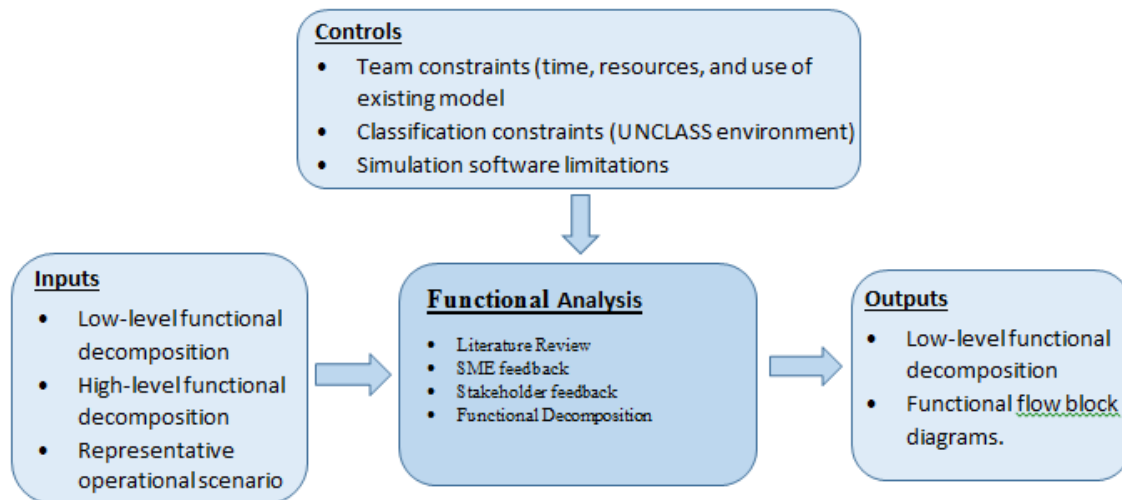 Controls
• Team constraints (time, resources, and use of
existing model
• Classification constraints (UNCLASS environment)
• Simulation software limitations
Inputs
• Low-level functional
decomposition
• High-level functional
decomposition
• Representative
operational scenario
Functional Analysis
• Literature Review
• SME feedback
• Stakeholder feedback
• Functional Decomposition
Outputs
• Low-level functional
decomposition
• Functional flow block
diagrams.